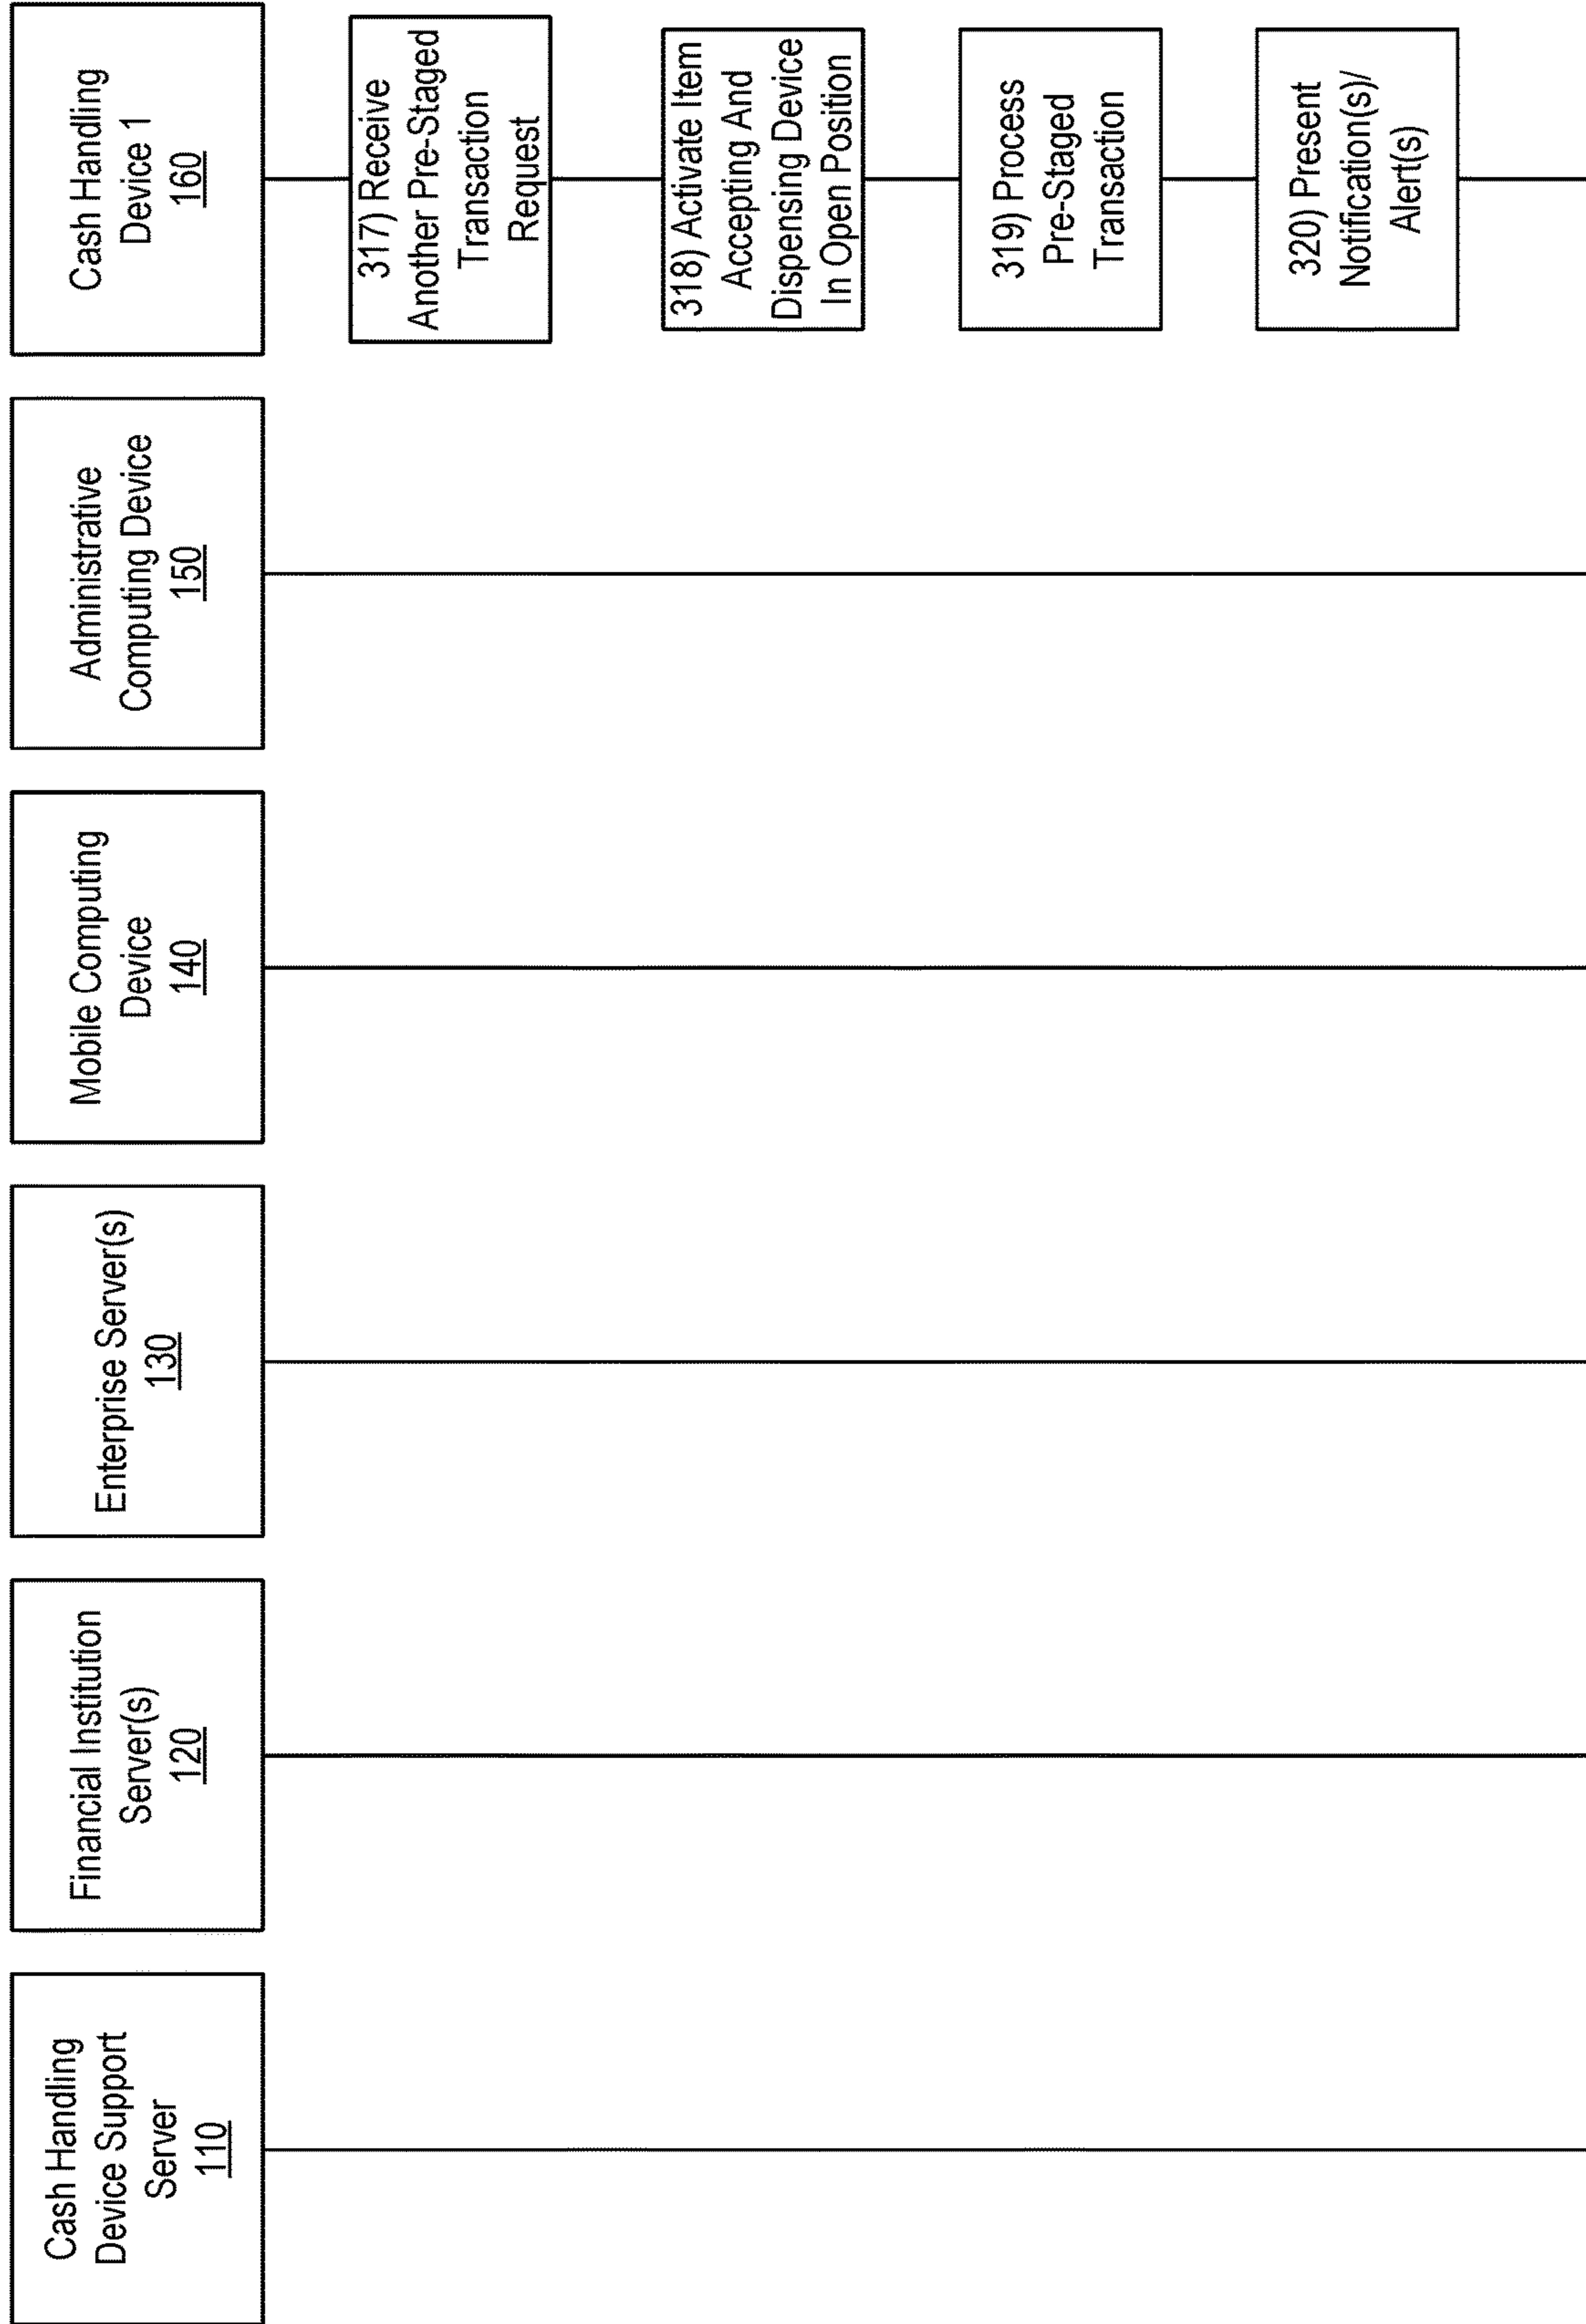 Cash Handling
Device Support
Server
110
Financial Institution
Server(s)
120
Enterprise Server(s)
130
Mobile Computing
Device
140
Administrative
Computing Device
150
Cash Handling
Device 1
160
317) Receive
Another Pre-Staged
Transaction
Request
318) Activate Item
Accepting And
Dispensing Device
In Open Position
319) Process
Pre-Staged
Transaction
320) Present
Notification(s)/
Alert(s)